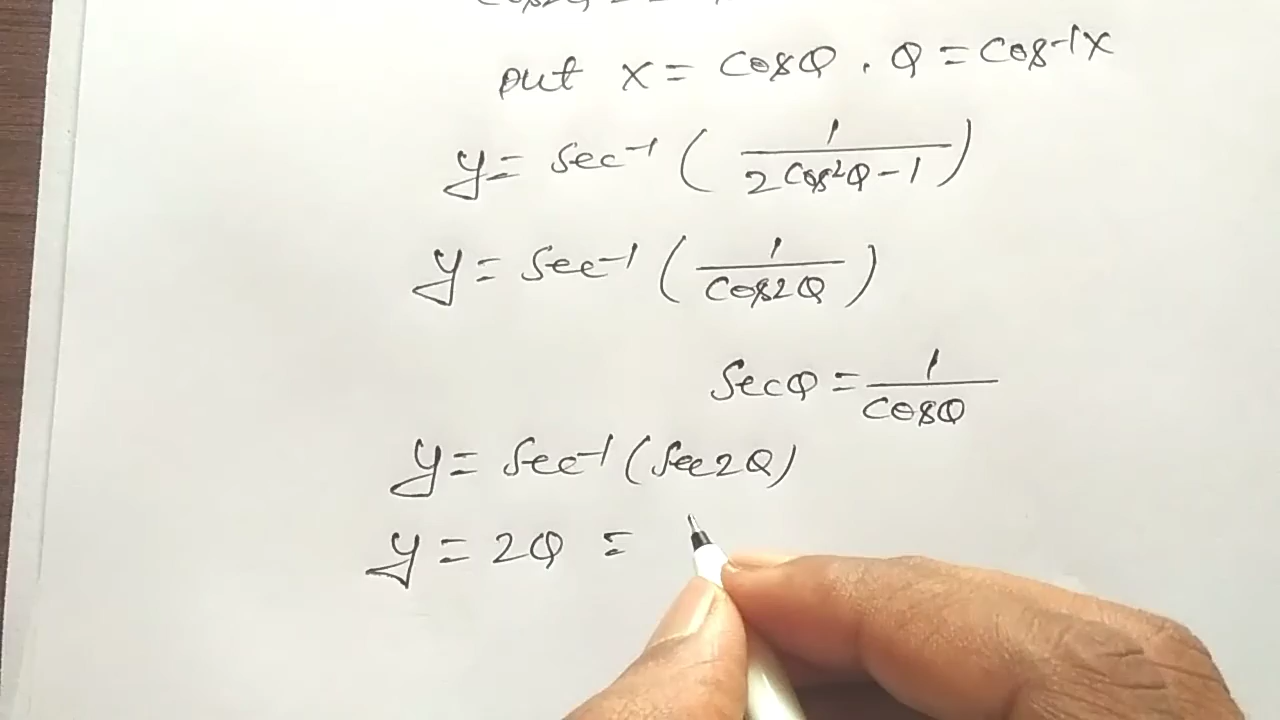 put x = cosθ . θ = cos⁻¹x
y = sec⁻¹ ( 1 / 2cos²θ - 1 )
y = sec⁻¹ ( 1 / cos2θ )
secθ = 1 / cosθ
y = sec⁻¹ (sec2θ)
y = 2θ =